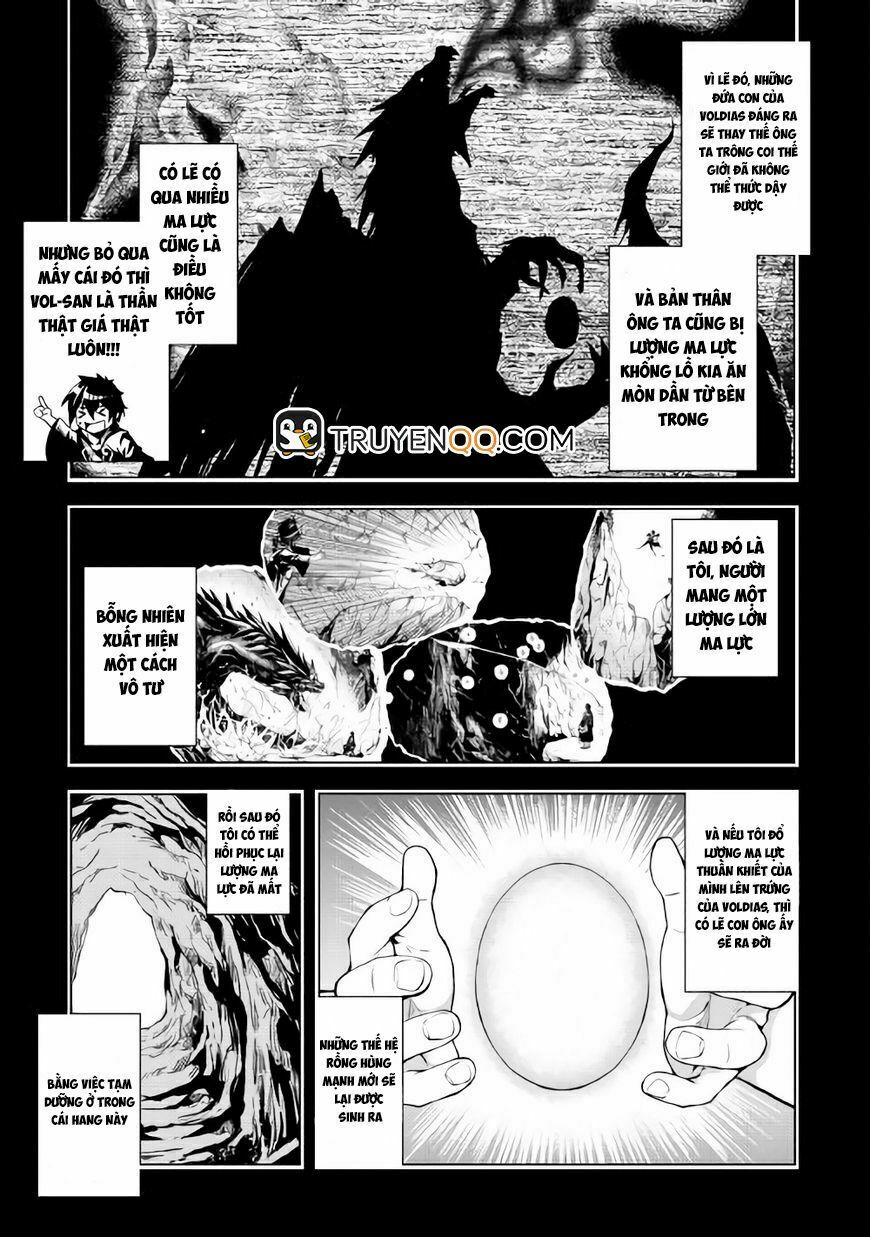 VÌ LẼ ĐÓ, NHỮNG
ĐỨA CON CỦA
VOLDIAS ĐÁNG RA
SẼ THAY THẾ ÔNG
TA TRÔNG COI THẾ
GIỚI ĐÃ KHÔNG
THỂ THỨC DẬY
ĐƯỢC
VÀ BẢN THÂN
ÔNG TA CŨNG BỊ
LƯỢNG MA LỰC
KHỔNG LỒ KIA ĂN
MÒN DẦN TỪ BÊN
TRONG
CÓ LẼ CÓ
QUA NHIỀU
MA LỰC
CŨNG LÀ
ĐIỀU
KHÔNG
TỐT
NHƯNG BỎ QUA
MẤY CÁI ĐÓ THÌ
VOL-SAN LÀ THẦN
THẬT GIÁ THẬT
LUÔN!!!
TRUYENQQ.COM
SAU ĐÓ LÀ
TÔI, NGƯỜI
MANG MỘT
LƯỢNG LỚN
MA LỰC
BỖNG NHIÊN
XUẤT HIỆN
MỘT CÁCH
VÔ TƯ
VÀ NẾU TÔI ĐỔ
LƯỢNG MA LỰC
THUẦN KHIẾT CỦA
MÌNH LÊN TRỨNG
CỦA VOLDIAS, THÌ
CÓ LẼ CON ÔNG ẤY
SẼ RA ĐỜI
NHỮNG THẾ HỆ
RỒNG HÙNG
MẠNH MỚI SẼ
LẠI ĐƯỢC
SINH RA
RỒI SAU ĐÓ
TÔI CÓ THỂ
HỒI PHỤC LẠI
LƯỢNG MA
LỰC ĐÃ MẤT
BẰNG VIỆC TẠM
DƯỠNG Ở TRONG
CÁI HANG NÀY